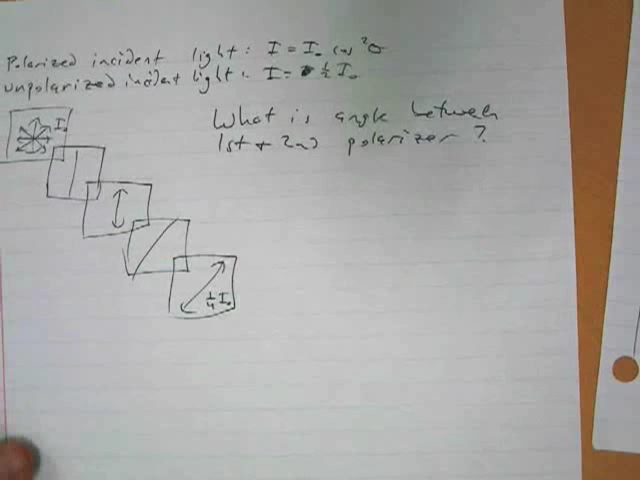 Polarized incident light: I = I₀ cos²θ
Unpolarized incident light: I = ½ I₀
What is angle between
1st + 2nd polarizer?
I₀
¼ I₀